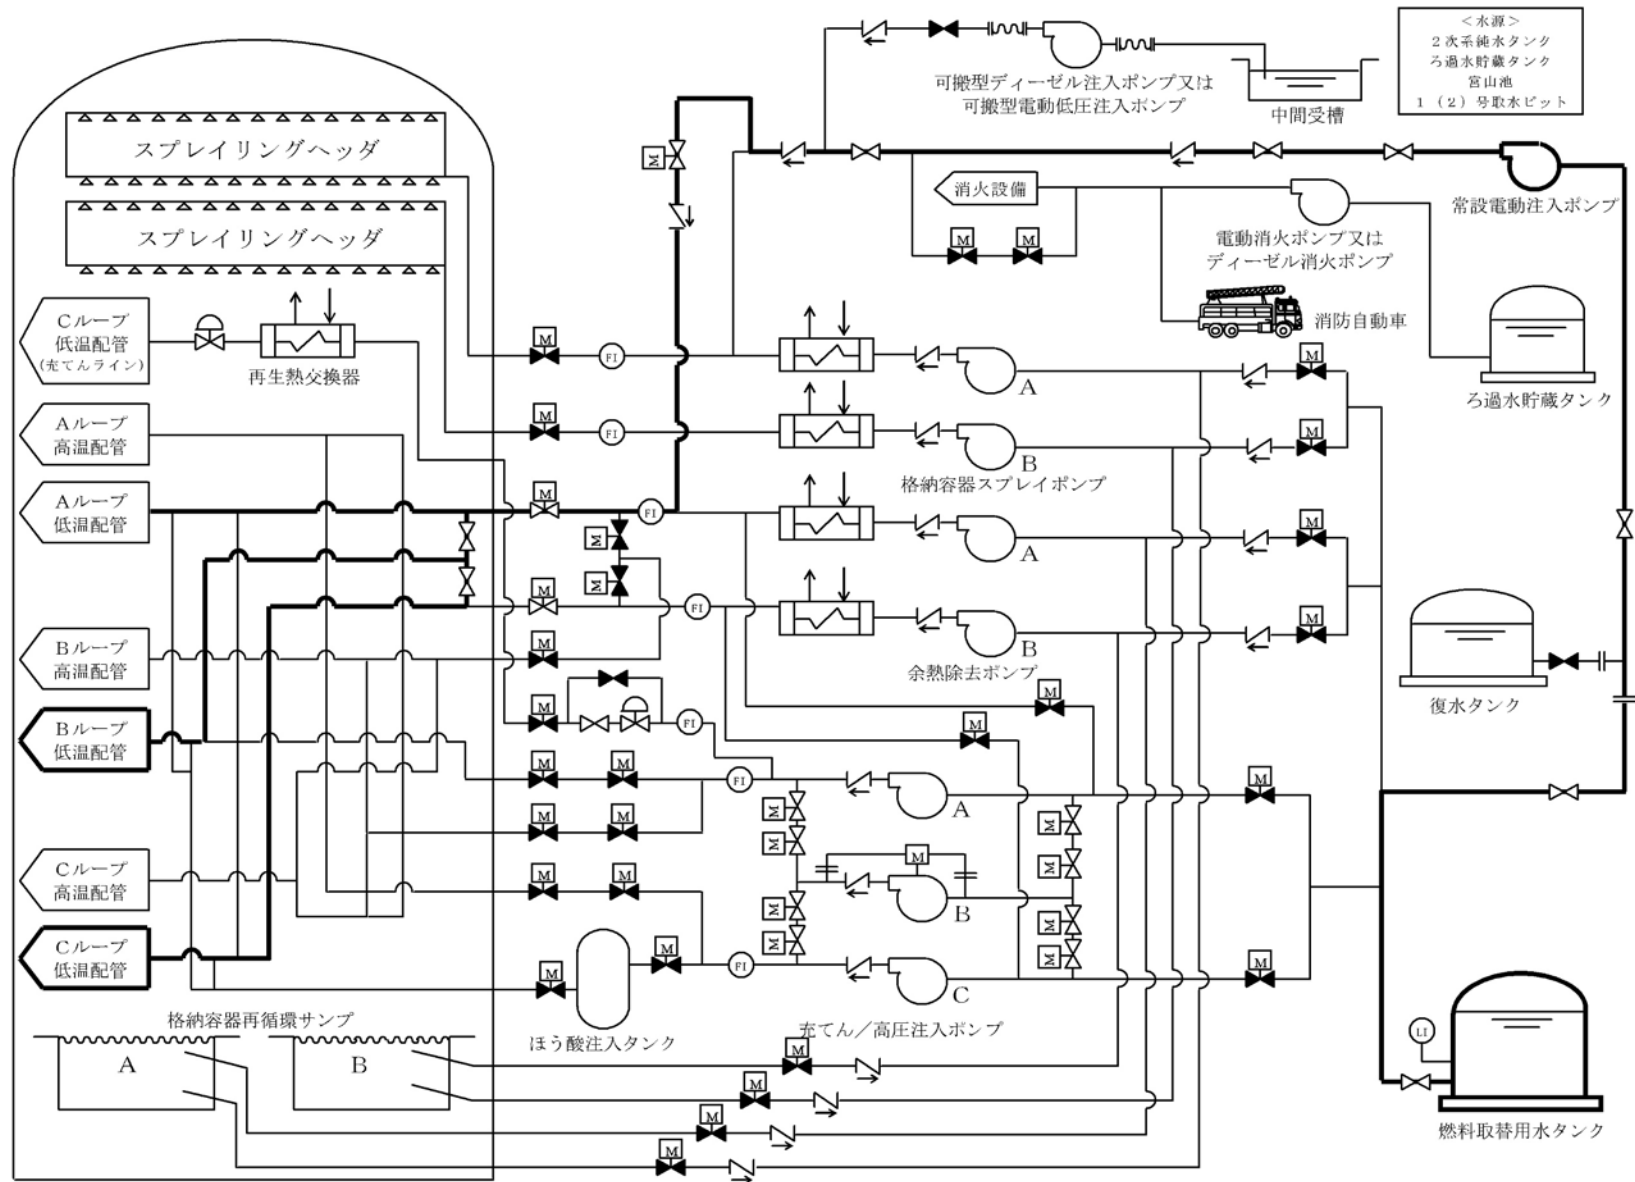 <水源>
2次系純水タンク
ろ過水貯蔵タンク
宮山池
1(2)号取水ピット
可搬型ディーゼル注入ポンプ又は
可搬型電動低圧注入ポンプ
中間受槽
スプレイリングヘッダ
M
消火設備
常設電動注入ポンプ
スプレイリングヘッダ
M
M
電動消火ポンプ又は
ディーゼル消火ポンプ
Cループ
低温配管
(充てんライン)
再生熱交換器
M
FI
A
消防自動車
M
ろ過水貯蔵タンク
Aループ
高温配管
M
FI
B
M
格納容器スプレイポンプ
Aループ
低温配管
M
FI
M
A
M
M
M
FI
B
M
余熱除去ポンプ
Bループ
高温配管
M
復水タンク
Bループ
低温配管
M
FI
M
M
M
M
FI
A
M
M
M
M
M
M
M
Cループ
高温配管
M
M
M
B
M
M
M
M
Cループ
低温配管
M
M
FI
C
M
ほう酸注入タンク
充てん/高圧注入ポンプ
格納容器再循環サンプ
A
B
M
M
M
M
LI
燃料取替用水タンク